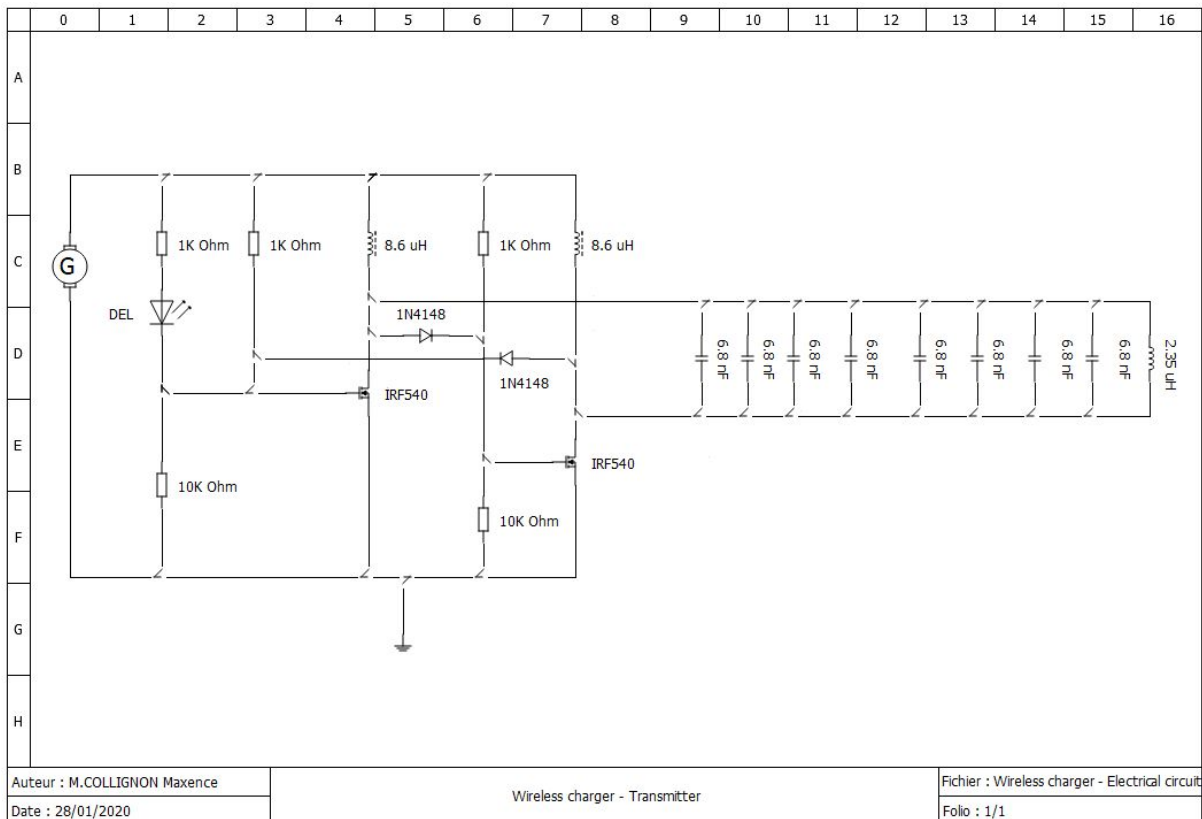 0 1 2 3 4 5 6 7 8 9 10 11 12 13 14 15 16
A
B
C
D
E
F
G
H
1K Ohm 1K Ohm 8.6 uH 1K Ohm 8.6 uH
G
DEL 1N4148
6.8 nF 6.8 nF 6.8 nF 6.8 nF 6.8 nF 6.8 nF 6.8 nF 6.8 nF 2.35 uH
1N4148
IRF540
IRF540
10K Ohm
10K Ohm
Auteur : M.COLLIGNON Maxence
Date : 28/01/2020
Wireless charger - Transmitter
Fichier : Wireless charger - Electrical circuit
Folio : 1/1